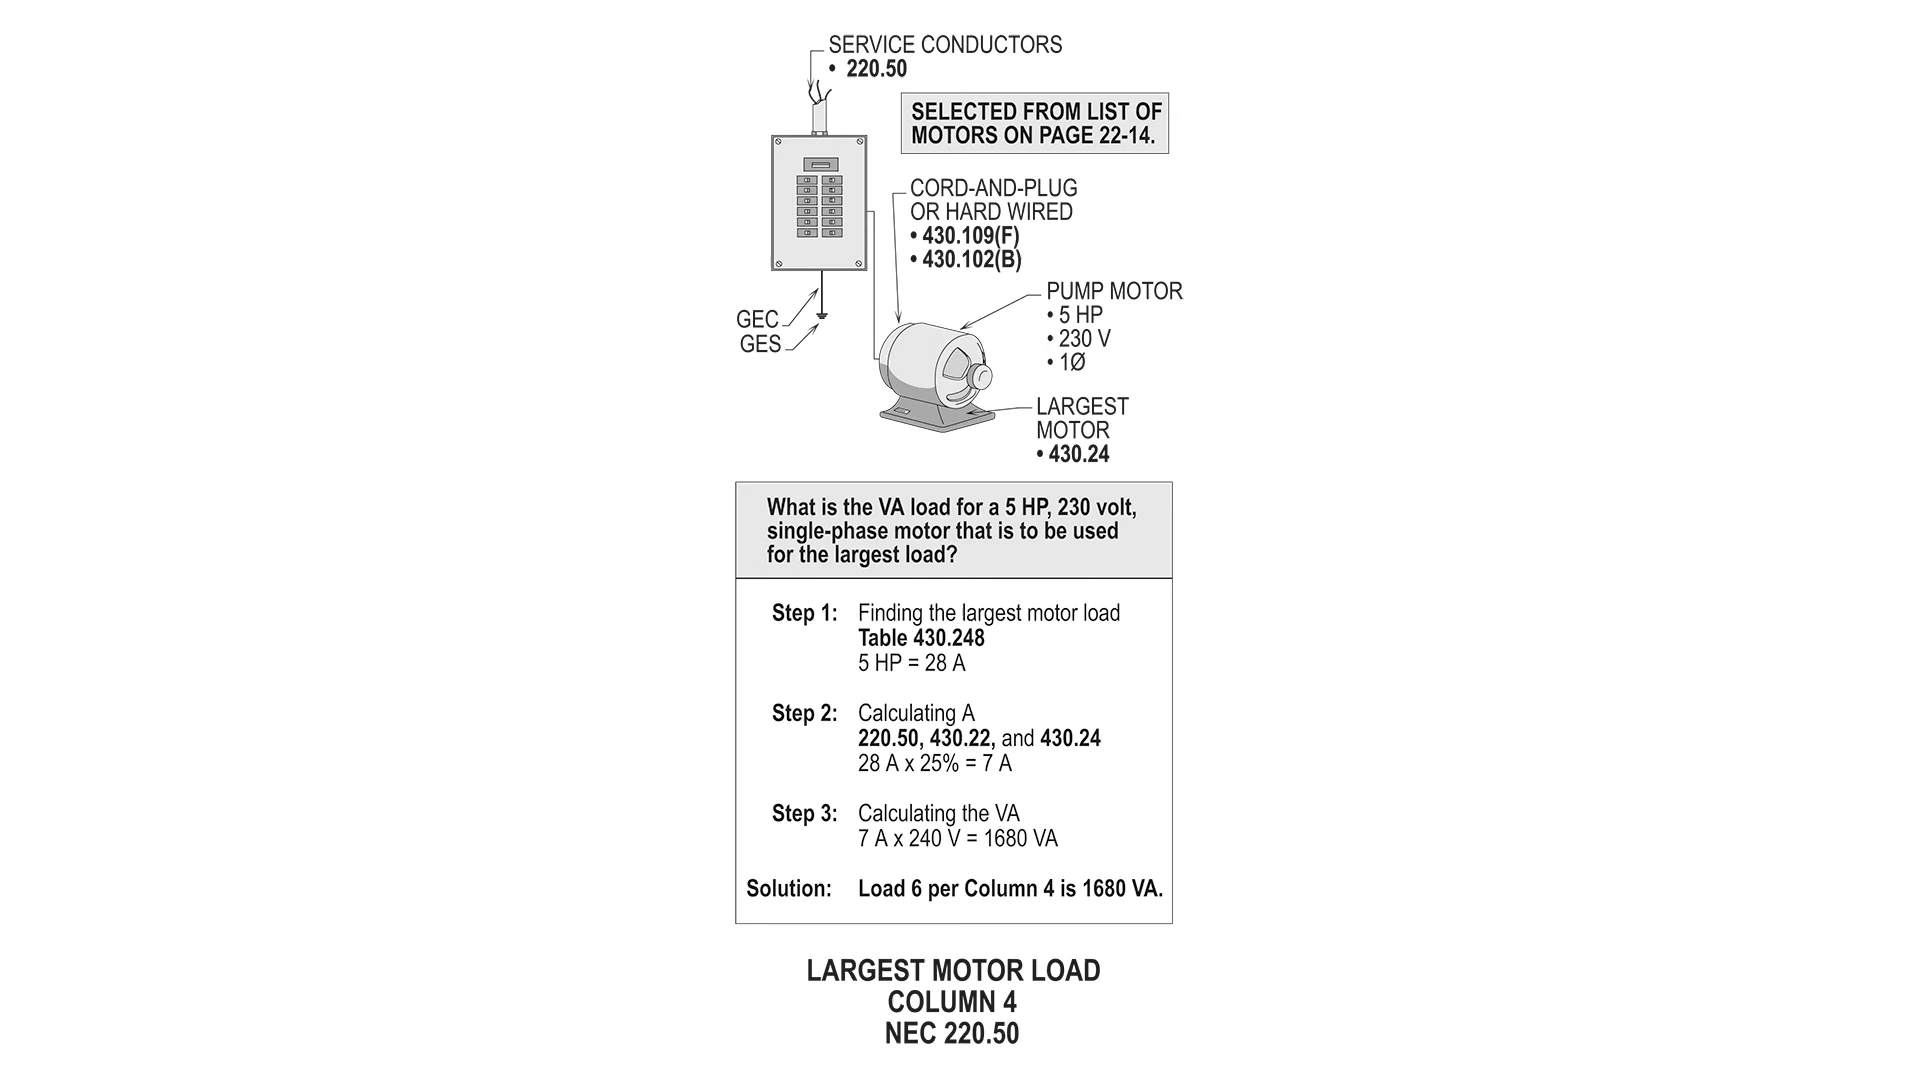 SERVICE CONDUCTORS
• 220.50
SELECTED FROM LIST OF
MOTORS ON PAGE 22-14.
CORD-AND-PLUG
OR HARD WIRED
• 430.109(F)
• 430.102(B)
PUMP MOTOR
• 5 HP
• 230 V
• 1Ø
GEC
GES
LARGEST
MOTOR
• 430.24
What is the VA load for a 5 HP, 230 volt,
single-phase motor that is to be used
for the largest load?
Step 1: Finding the largest motor load
Table 430.248
5 HP = 28 A
Step 2: Calculating A
220.50, 430.22, and 430.24
28 A x 25% = 7 A
Step 3: Calculating the VA
7 A x 240 V = 1680 VA
Solution: Load 6 per Column 4 is 1680 VA.
LARGEST MOTOR LOAD
COLUMN 4
NEC 220.50